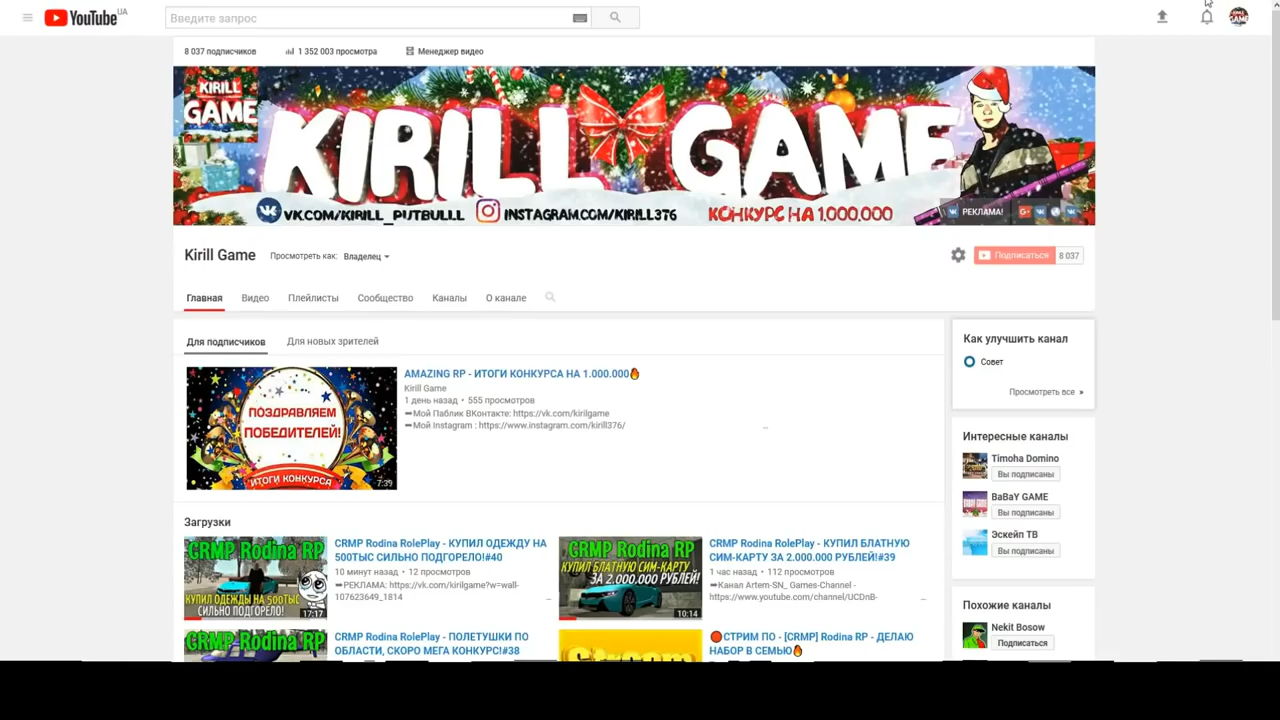 YouTube UA
Введите запрос
8 037 подписчиков
1 352 003 просмотра
Менеджер видео
KIRILL
GAME
KIRILL GAME
VK.COM/KIRILL_PUTBULLL
INSTAGRAM.COM/KIRILL376
КОНКУРС НА 1.000.000
РЕКЛАМА!
Kirill Game
Просмотреть как: Владелец
Подписаться 8 037
Главная
Видео
Плейлисты
Сообщество
Каналы
О канале
Для подписчиков
Для новых зрителей
ПОЗДРАВЛЯЕМ
ПОБЕДИТЕЛЕЙ!
ИТОГИ КОНКУРСА
7:39
AMAZING RP - ИТОГИ КОНКУРСА НА 1.000.000🔥
Kirill Game
1 день назад • 555 просмотров
➡Мой Паблик ВКонтакте: https://vk.com/kirilgame
➡Мой Instagram : https://www.instagram.com/kirill376/
...
Загрузки
CRMP Rodina RP
КУПИЛ ОДЕЖДЫ НА 500ТЫС
СИЛЬНО ПОДГОРЕЛО!
17:17
CRMP Rodina RolePlay - КУПИЛ ОДЕЖДУ НА
500ТЫС СИЛЬНО ПОДГОРЕЛО!#40
10 минут назад • 12 просмотров
➡РЕКЛАМА: https://vk.com/kirilgame?w=wall-
107623649_1814
...
CRMP Rodina RP
КУПИЛ БЛАТНУЮ СИМ-КАРТУ
ЗА 2.000.000 РУБЛЕЙ!
10:14
CRMP Rodina RolePlay - КУПИЛ БЛАТНУЮ
СИМ-КАРТУ ЗА 2.000.000 РУБЛЕЙ!#39
1 час назад • 112 просмотров
➡Канал Artem-SN_ Games-Channel -
https://www.youtube.com/channel/UCDnB-
...
CRMP Rodina RP
CRMP Rodina RolePlay - ПОЛЕТУШКИ ПО
ОБЛАСТИ, СКОРО МЕГА КОНКУРС!#38
Stream
🔴СТРИМ ПО - [CRMP] Rodina RP - ДЕЛАЮ
НАБОР В СЕМЬЮ🔥
Как улучшить канал
Совет
Просмотреть все »
Интересные каналы
Timoha Domino
Вы подписаны
BaBaY GAME
Вы подписаны
Эскейп ТВ
Вы подписаны
Похожие каналы
Nekit Bosow
Подписаться